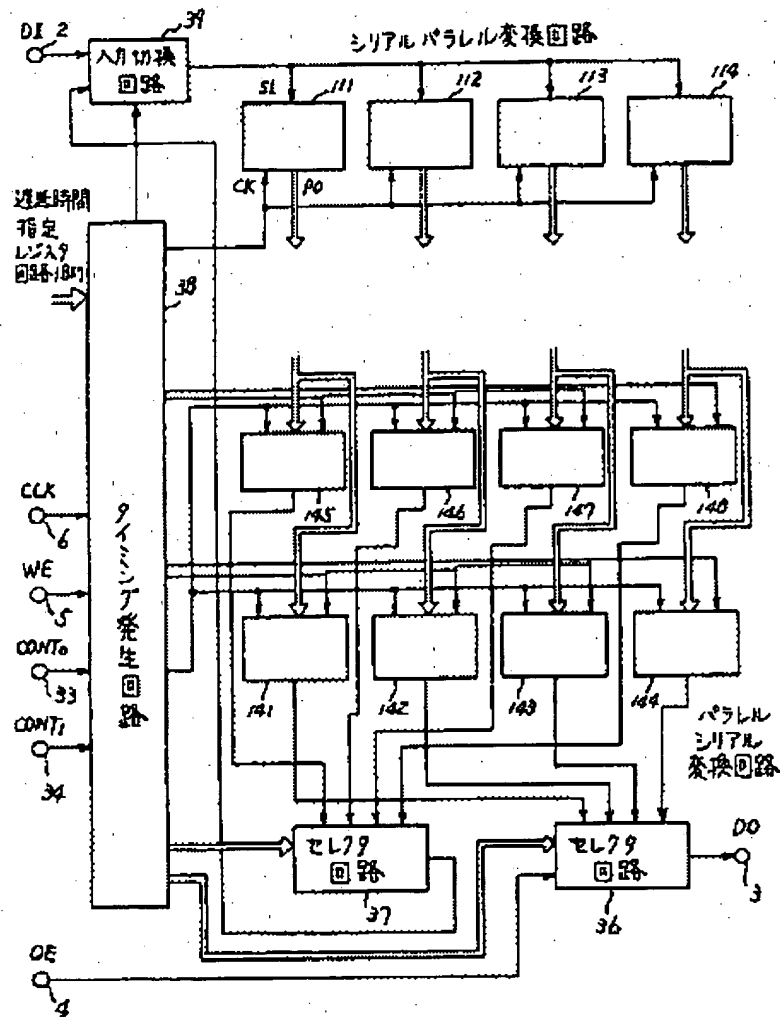 39
DI 2
入力切換
回路
シリアルパラレル変換回路
SI
111
112
113
114
CK
PO
遅延時間
指定
レジスタ
回路18より
38
CLK
6
WE
5
CONT0
33
CONT1
34
タイミング発生回路
145
146
147
148
141
142
143
144
パラレル
シリアル
変換回路
セレクタ
回路
37
セレクタ
回路
36
DO
3
OE
4